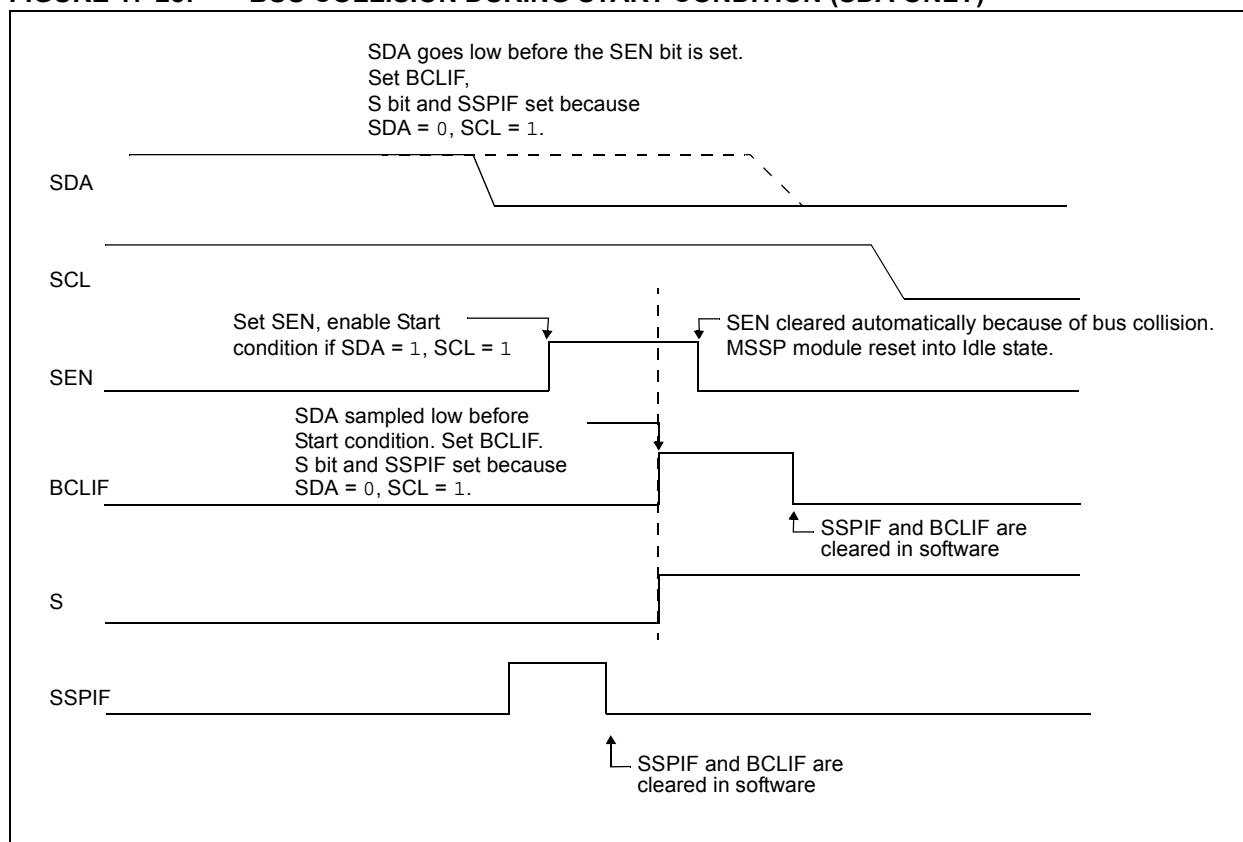 SDA goes low before the SEN bit is set.
Set BCLIF,
S bit and SSPIF set because
SDA = 0, SCL = 1.
SDA
SCL
Set SEN, enable Start
condition if SDA = 1, SCL = 1
SEN cleared automatically because of bus collision.
MSSP module reset into Idle state.
SEN
SDA sampled low before
Start condition. Set BCLIF.
S bit and SSPIF set because
SDA = 0, SCL = 1.
BCLIF
SSPIF and BCLIF are
cleared in software
S
SSPIF
SSPIF and BCLIF are
cleared in software